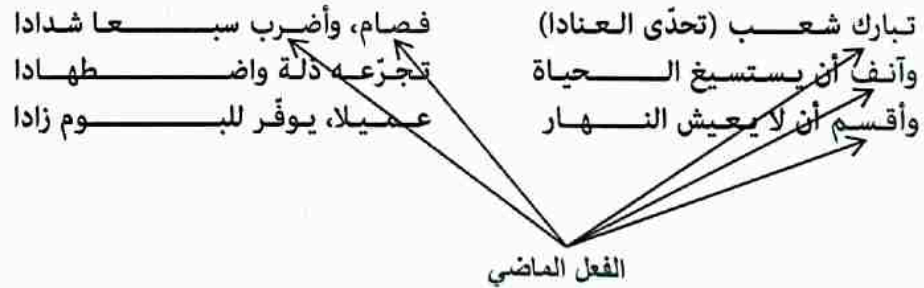 تبارك شعب (تحدّى العنادا) فصام، وأضرب سبعا شدادا
وآنف أن يستسيغ الحياة تجرّعه ذلة واضطهادا
وأقسم أن لا يعيش النهار عميلا، يوفّر للبوم زادا
الفعل الماضي